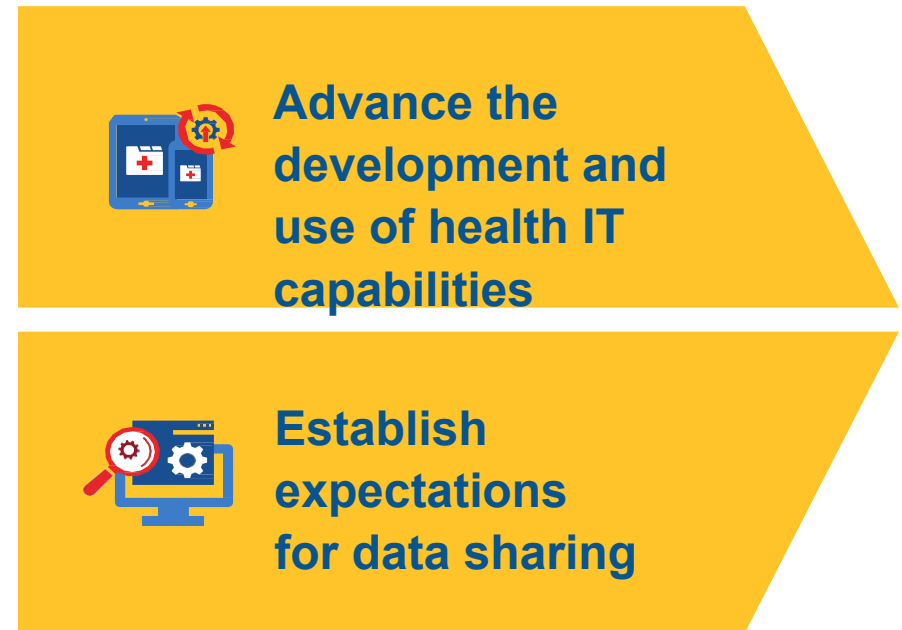 Advance the
development and
use of health IT
capabilities
Establish
expectations
for data sharing